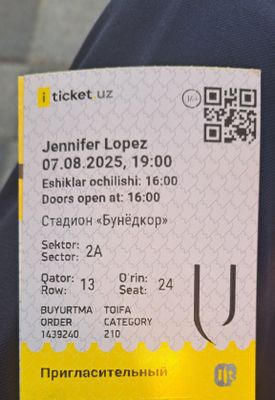 iticket.uz
16+
Jennifer Lopez
07.08.2025, 19:00
Eshiklar ochilishi: 16:00
Doors open at: 16:00
Стадион «Бунёдкор»
Sektor:
Sector: 2A
Qator:
Row: 13
O'rin:
Seat: 24
BUYURTMA TOIFA
ORDER CATEGORY
1439240 210
Пригласительный